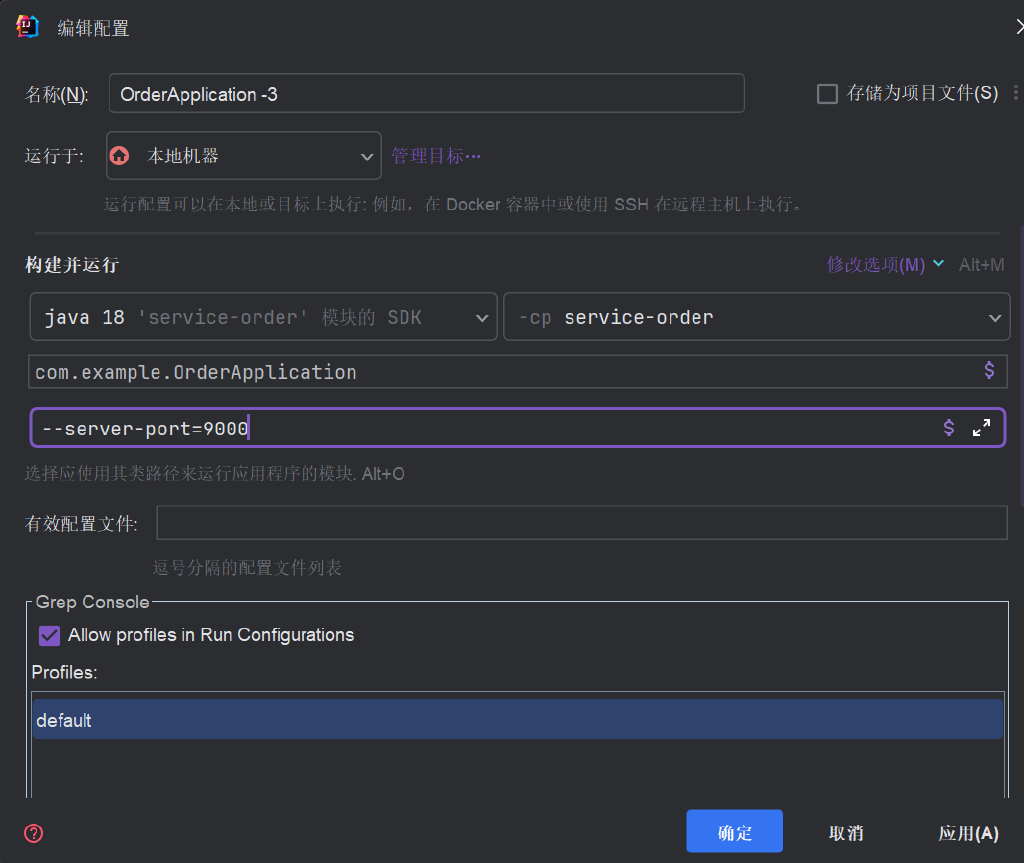 编辑配置
名称(N): OrderApplication -3 存储为项目文件(S)
运行于: 本地机器 管理目标...
运行配置可以在本地或目标上执行: 例如，在 Docker 容器中或使用 SSH 在远程主机上执行。
构建并运行 修改选项(M) Alt+M
java 18 'service-order' 模块的 SDK -cp service-order
com.example.OrderApplication $
--server-port=9000 $
选择应使用其类路径来运行应用程序的模块. Alt+O
有效配置文件:
逗号分隔的配置文件列表
Grep Console
Allow profiles in Run Configurations
Profiles:
default
? 确定 取消 应用(A)